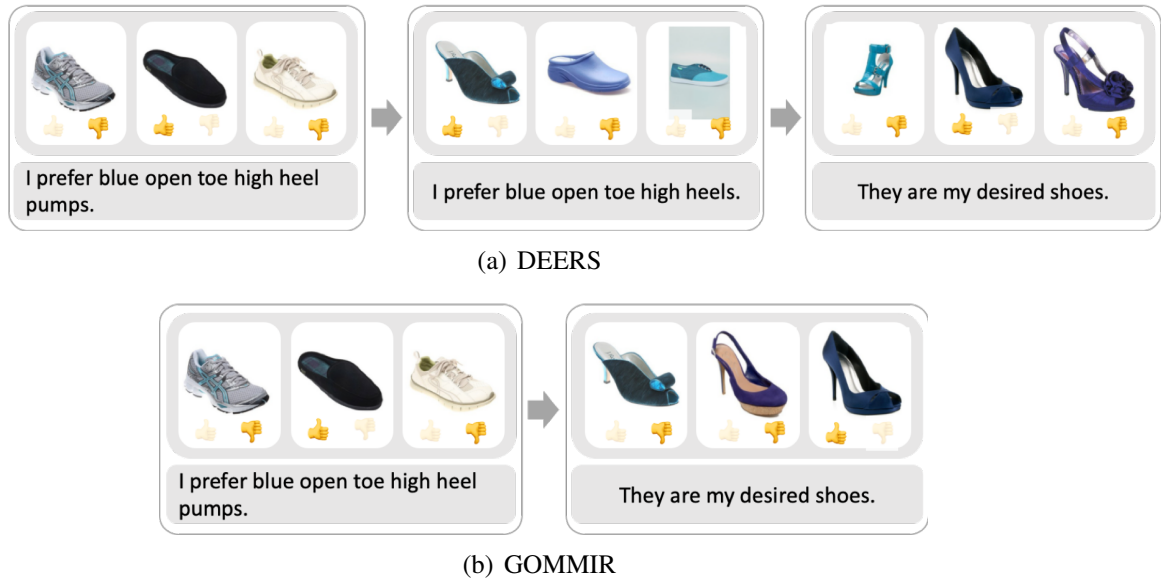 I prefer blue open toe high heel
pumps.
I prefer blue open toe high heels.
They are my desired shoes.
(a) DEERS
I prefer blue open toe high heel
pumps.
They are my desired shoes.
(b) GOMMIR